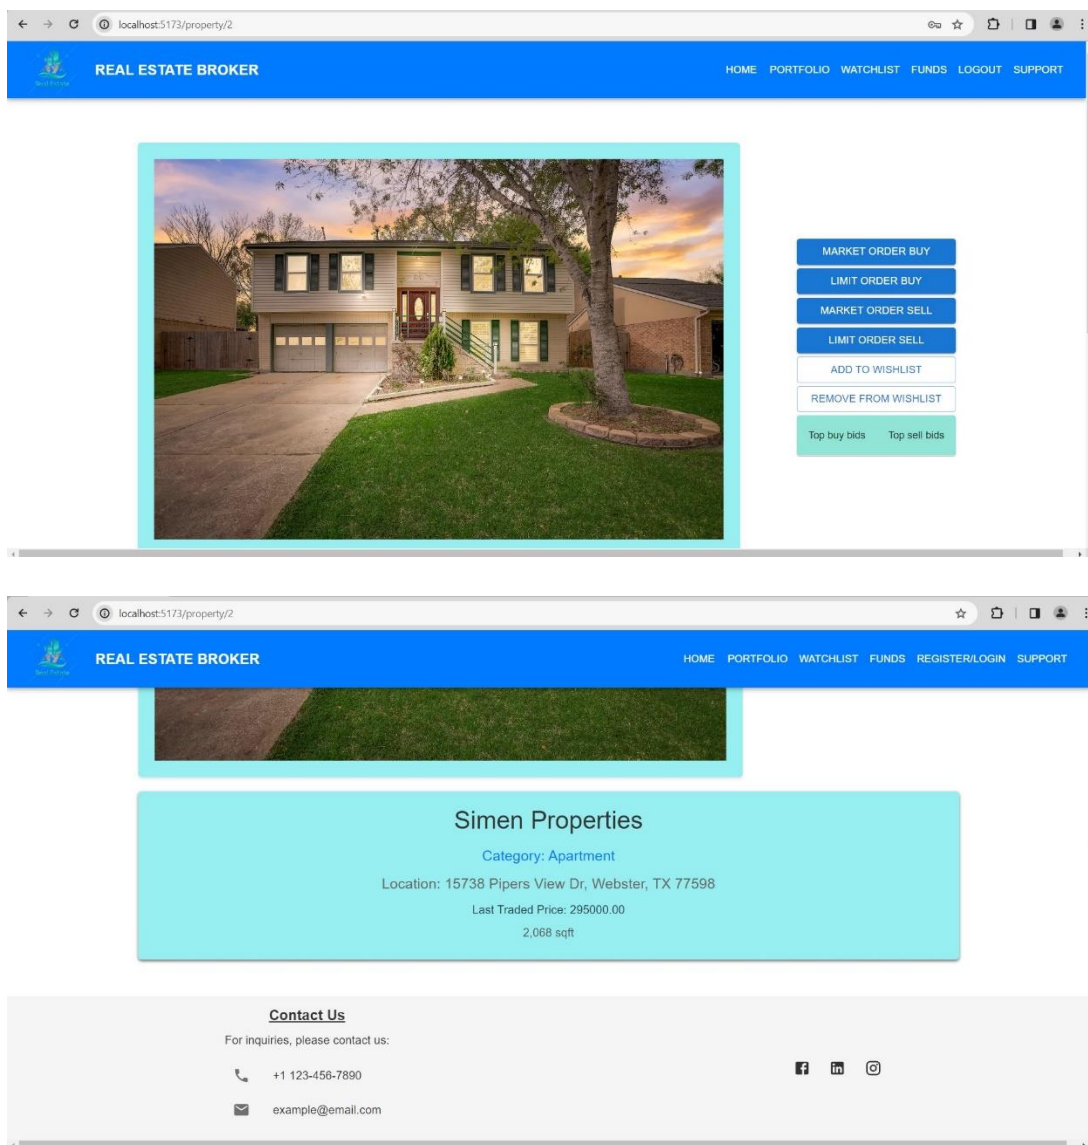 localhost:5173/property/2
REAL ESTATE BROKER
HOME PORTFOLIO WATCHLIST FUNDS LOGOUT SUPPORT
Real Estate
MARKET ORDER BUY
LIMIT ORDER BUY
MARKET ORDER SELL
LIMIT ORDER SELL
ADD TO WISHLIST
REMOVE FROM WISHLIST
Top buy bids Top sell bids
localhost:5173/property/2
REAL ESTATE BROKER
HOME PORTFOLIO WATCHLIST FUNDS REGISTER/LOGIN SUPPORT
Real Estate
Simen Properties
Category: Apartment
Location: 15738 Pipers View Dr, Webster, TX 77598
Last Traded Price: 295000.00
2,068 sqft
Contact Us
For inquiries, please contact us:
+1 123-456-7890
example@email.com